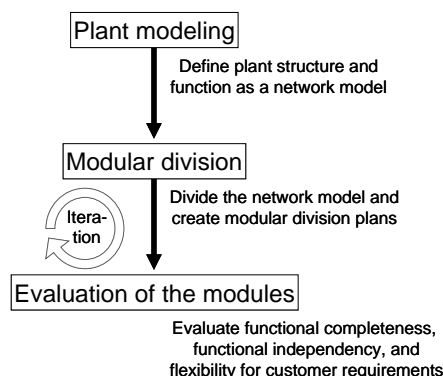 Plant modeling
Define plant structure and
function as a network model
Modular division
Divide the network model and
create modular division plans
Itera-
tion
Evaluation of the modules
Evaluate functional completeness,
functional independency, and
flexibility for customer requirements